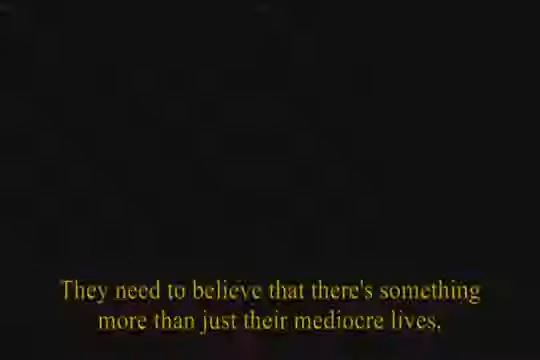 They need to believe that there's something
more than just their mediocre lives,